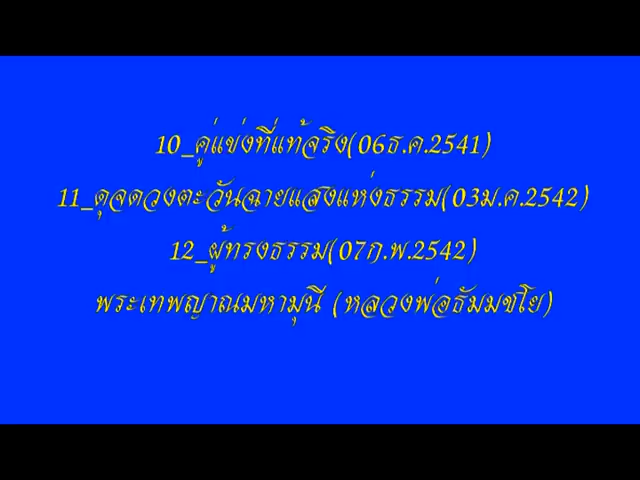 10_คู่แข่งที่แท้จริง(06ธ.ค.2541)
11_ดุจดวงตะวันฉายแสงแห่งธรรม(03ม.ค.2542)
12_ผู้ทรงธรรม(07ก.พ.2542)
พระเทพญาณมหามุนี (หลวงพ่อธัมมชโย)